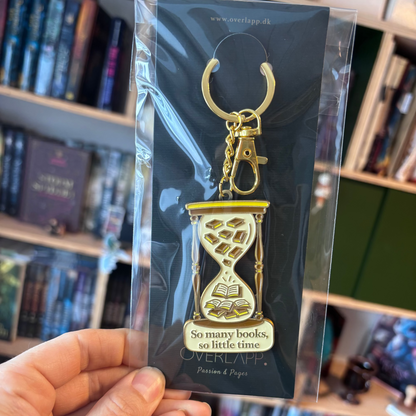 www.overlapp.dk
So many books,
so little time
OVERLAPP
Passion & Pages